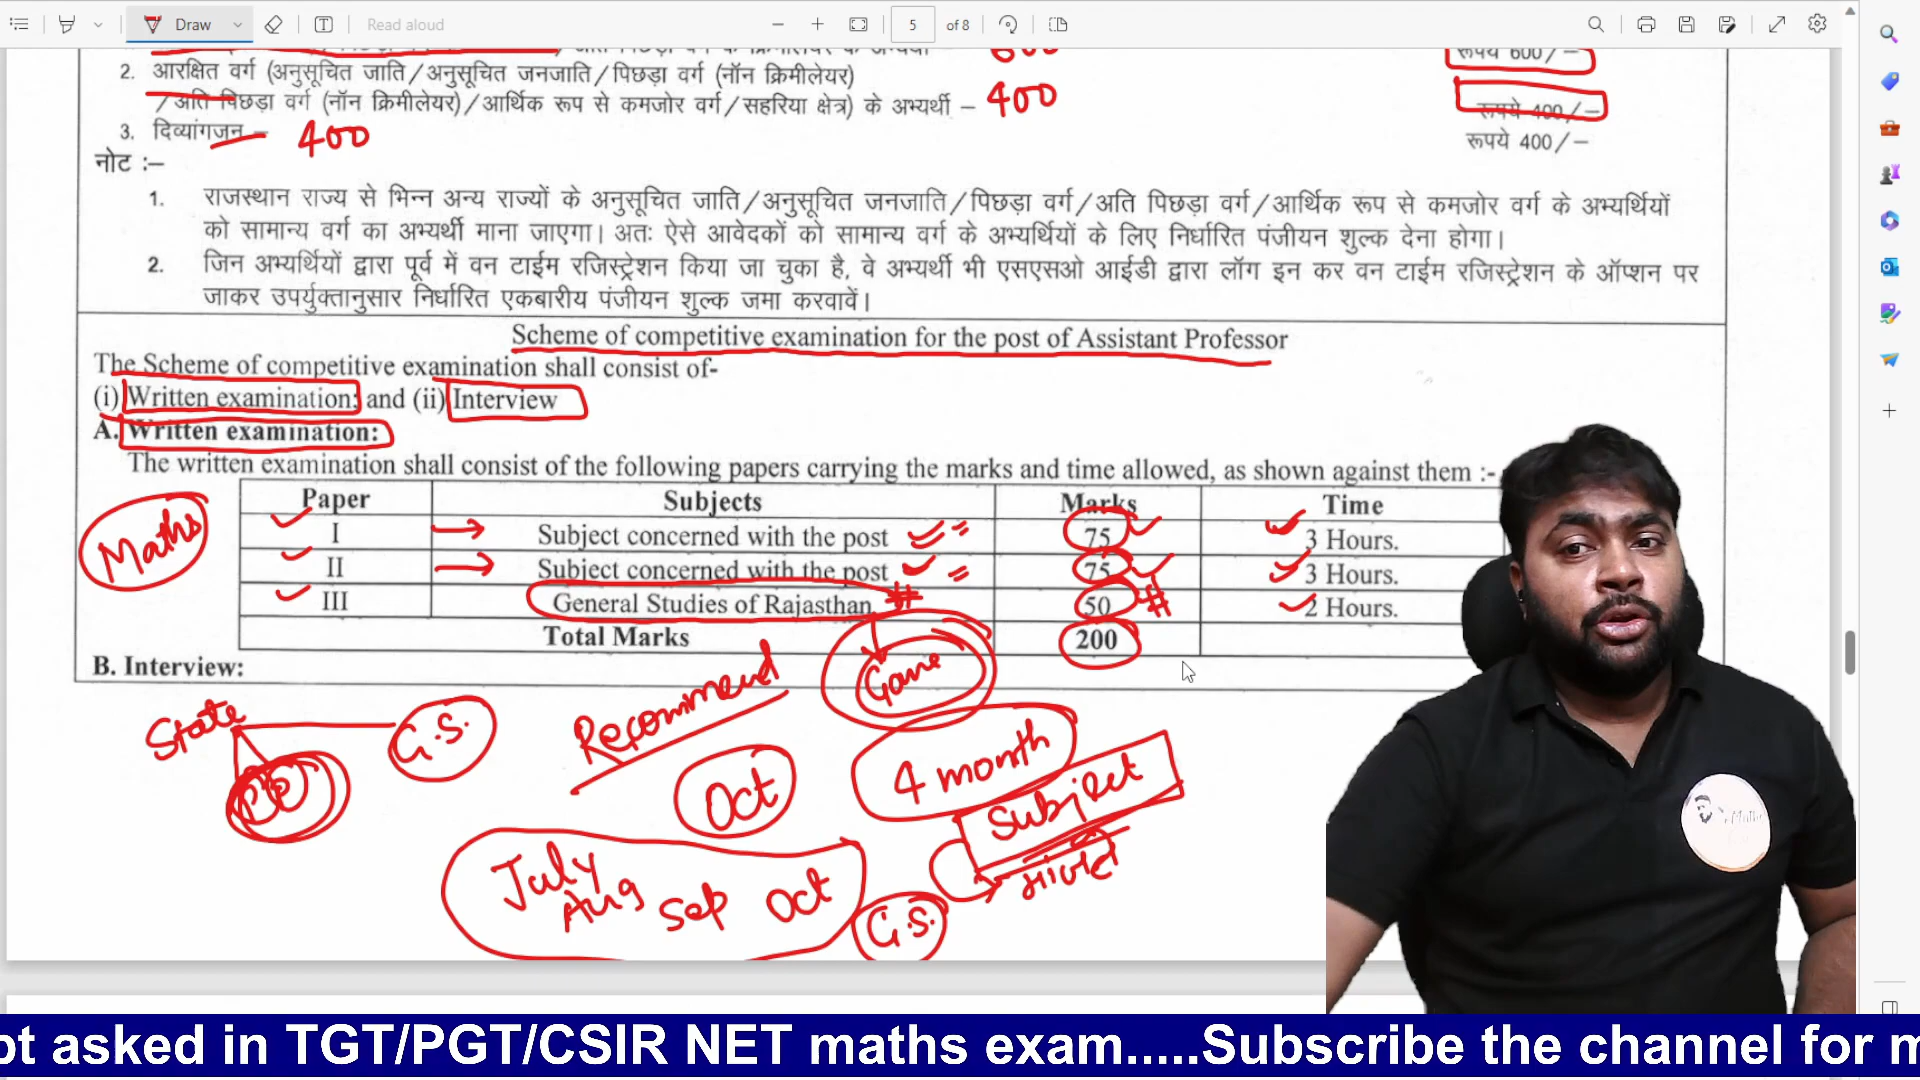 Draw
Read aloud
5 of 8
रूपये 600/–
2. आरक्षित वर्ग (अनुसूचित जाति/अनुसूचित जनजाति/पिछड़ा वर्ग (नॉन क्रिमीलेयर)
/अति पिछड़ा वर्ग (नॉन क्रिमीलेयर)/आर्थिक रूप से कमजोर वर्ग/सहरिया क्षेत्र) के अभ्यर्थी – 400 रूपये 400/–
3. दिव्यांगजन – 400 रूपये 400/–
नोट :–
1. राजस्थान राज्य से भिन्न अन्य राज्यों के अनुसूचित जाति/अनुसूचित जनजाति/पिछड़ा वर्ग/अति पिछड़ा वर्ग/आर्थिक रूप से कमजोर वर्ग के अभ्यर्थियों
को सामान्य वर्ग का अभ्यर्थी माना जाएगा। अतः ऐसे आवेदकों को सामान्य वर्ग के अभ्यर्थियों के लिए निर्धारित पंजीयन शुल्क देना होगा।
2. जिन अभ्यर्थियों द्वारा पूर्व में वन टाईम रजिस्ट्रेशन किया जा चुका है, वे अभ्यर्थी भी एसएसओ आईडी द्वारा लॉग इन कर वन टाईम रजिस्ट्रेशन के ऑप्शन पर
जाकर उपर्युक्तानुसार निर्धारित एकबारीय पंजीयन शुल्क जमा करवावें।
Scheme of competitive examination for the post of Assistant Professor
The Scheme of competitive examination shall consist of-
(i) Written examination; and (ii) Interview
A. Written examination:
The written examination shall consist of the following papers carrying the marks and time allowed, as shown against them :-
Paper Subjects Marks Time
I Subject concerned with the post 75 3 Hours.
II Subject concerned with the post 75 3 Hours.
III General Studies of Rajasthan # 50 # 2 Hours.
Total Marks 200
Maths
B. Interview:
Game
State G.S.
Recommend
Oct
4 month
Subject
July Aug Sep Oct
G.S.
ot asked in TGT/PGT/CSIR NET maths exam.....Subscribe the channel for m